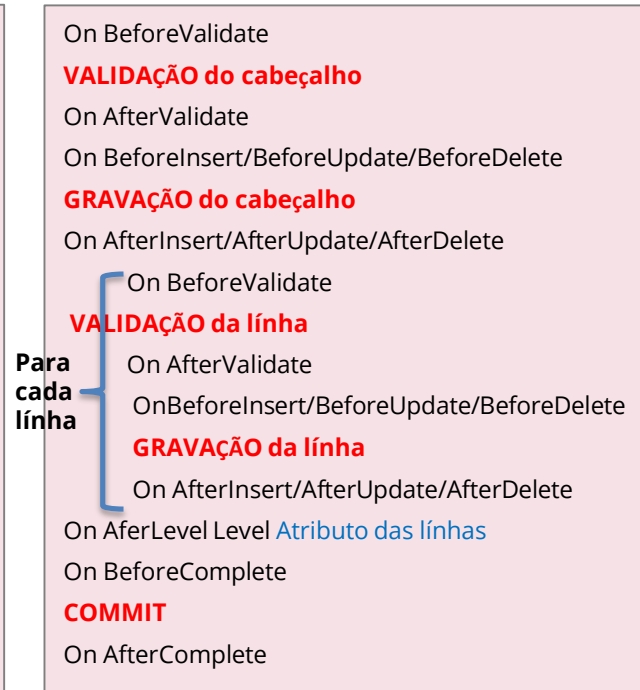 On BeforeValidate
VALIDAÇÃO do cabeçalho
On AfterValidate
On BeforeInsert/BeforeUpdate/BeforeDelete
GRAVAÇÃO do cabeçalho
On AfterInsert/AfterUpdate/AfterDelete
On BeforeValidate
VALIDAÇÃO da línha
Para
cada
línha
On AfterValidate
OnBeforeInsert/BeforeUpdate/BeforeDelete
GRAVAÇÃO da línha
On AfterInsert/AfterUpdate/AfterDelete
On AferLevel Level Atributo das línhas
On BeforeComplete
COMMIT
On AfterComplete